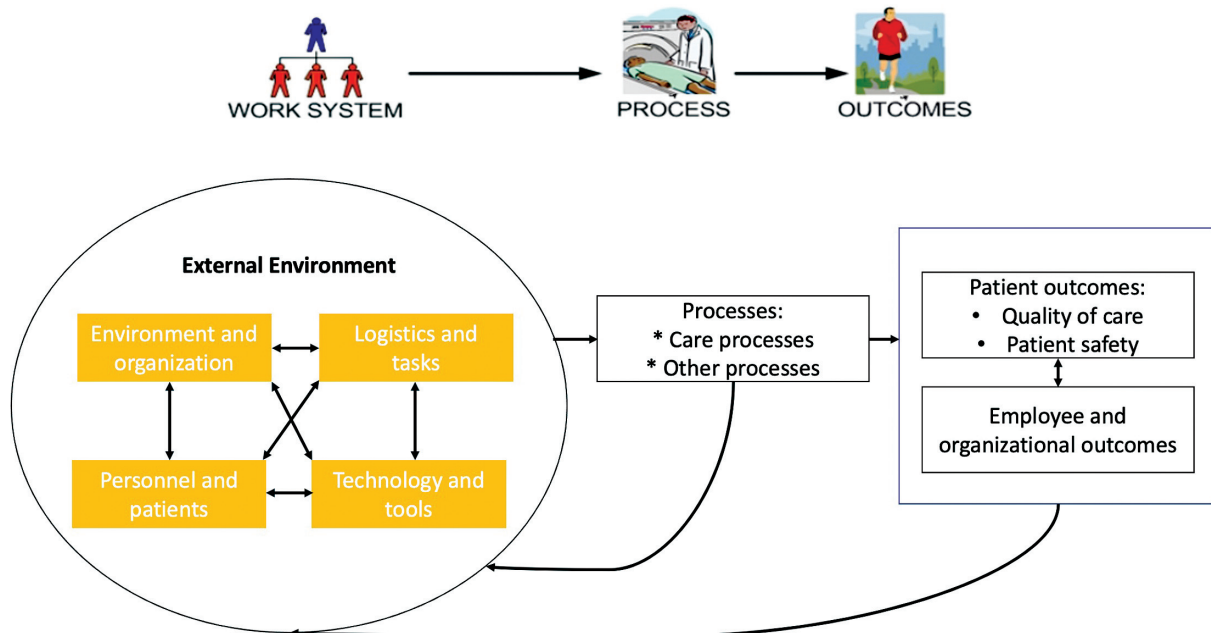 WORK SYSTEM
PROCESS
OUTCOMES
External Environment
Environment and
organization
Logistics and
tasks
Personnel and
patients
Technology and
tools
Processes:
* Care processes
* Other processes
Patient outcomes:
• Quality of care
• Patient safety
Employee and
organizational outcomes